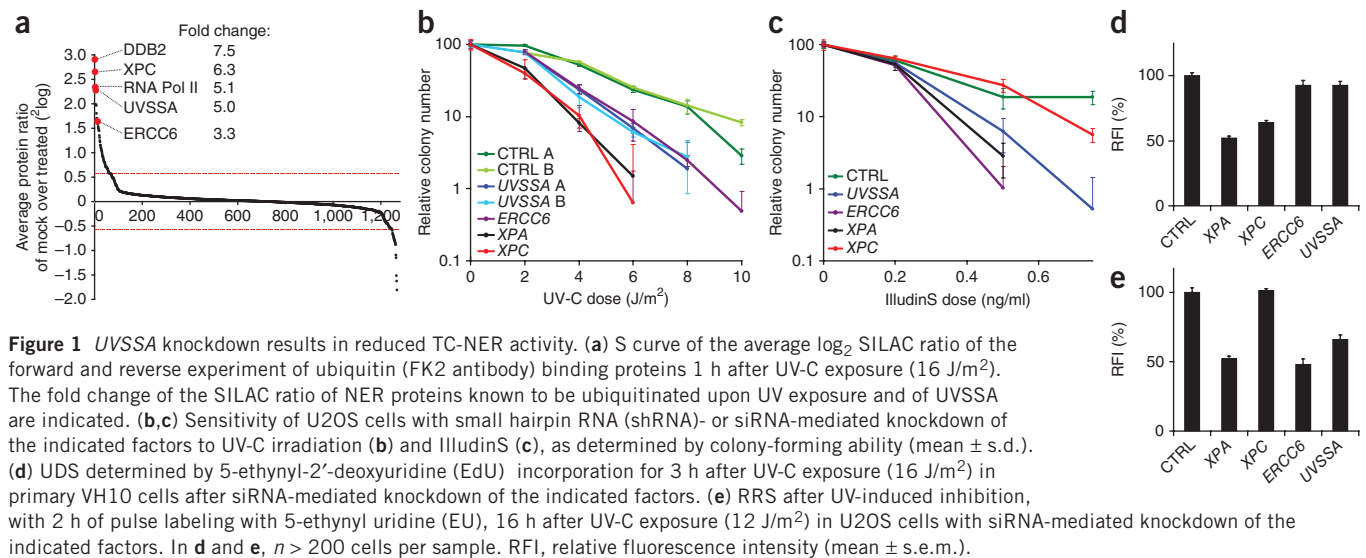 a
Fold change:
DDB2 7.5
XPC 6.3
RNA Pol II 5.1
UVSSA 5.0
ERCC6 3.3
Average protein ratio
of mock over treated (²log)
3.0
2.5
2.0
1.5
1.0
0.5
0
−0.5
−1.0
−1.5
−2.0
0 200 400 600 800 1,000 1,200
b
Relative colony number
100
10
1
0.1
CTRL A
CTRL B
UVSSA A
UVSSA B
ERCC6
XPA
XPC
0 2 4 6 8 10
UV-C dose (J/m²)
c
Relative colony number
100
10
1
0.1
CTRL
UVSSA
ERCC6
XPA
XPC
0 0.2 0.4 0.6
IlludinS dose (ng/ml)
d
RFI (%)
100
50
0
CTRL XPA XPC ERCC6 UVSSA
e
RFI (%)
100
50
0
CTRL XPA XPC ERCC6 UVSSA
Figure 1 UVSSA knockdown results in reduced TC-NER activity. (a) S curve of the average log₂ SILAC ratio of the
forward and reverse experiment of ubiquitin (FK2 antibody) binding proteins 1 h after UV-C exposure (16 J/m²).
The fold change of the SILAC ratio of NER proteins known to be ubiquitinated upon UV exposure and of UVSSA
are indicated. (b,c) Sensitivity of U2OS cells with small hairpin RNA (shRNA)- or siRNA-mediated knockdown of
the indicated factors to UV-C irradiation (b) and IlludinS (c), as determined by colony-forming ability (mean ± s.d.).
(d) UDS determined by 5-ethynyl-2′-deoxyuridine (EdU) incorporation for 3 h after UV-C exposure (16 J/m²) in
primary VH10 cells after siRNA-mediated knockdown of the indicated factors. (e) RRS after UV-induced inhibition,
with 2 h of pulse labeling with 5-ethynyl uridine (EU), 16 h after UV-C exposure (12 J/m²) in U2OS cells with siRNA-mediated knockdown of the
indicated factors. In d and e, n > 200 cells per sample. RFI, relative fluorescence intensity (mean ± s.e.m.).